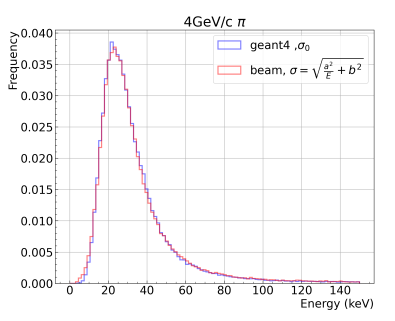 4GeV/c π
Frequency
0.040
0.035
0.030
0.025
0.020
0.015
0.010
0.005
0.000
geant4 ,σ₀
beam, σ = √(a²/E + b²)
0 20 40 60 80 100 120 140
Energy (keV)